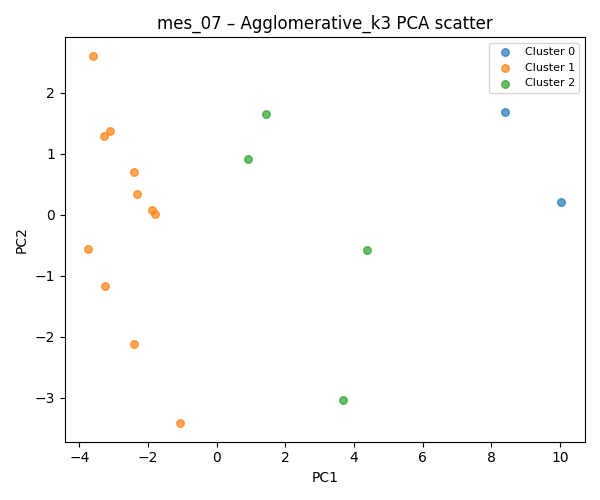 mes_07 – Agglomerative_k3 PCA scatter
Cluster 0
Cluster 1
Cluster 2
PC2
2
1
0
−1
−2
−3
−4 −2 0 2 4 6 8 10
PC1